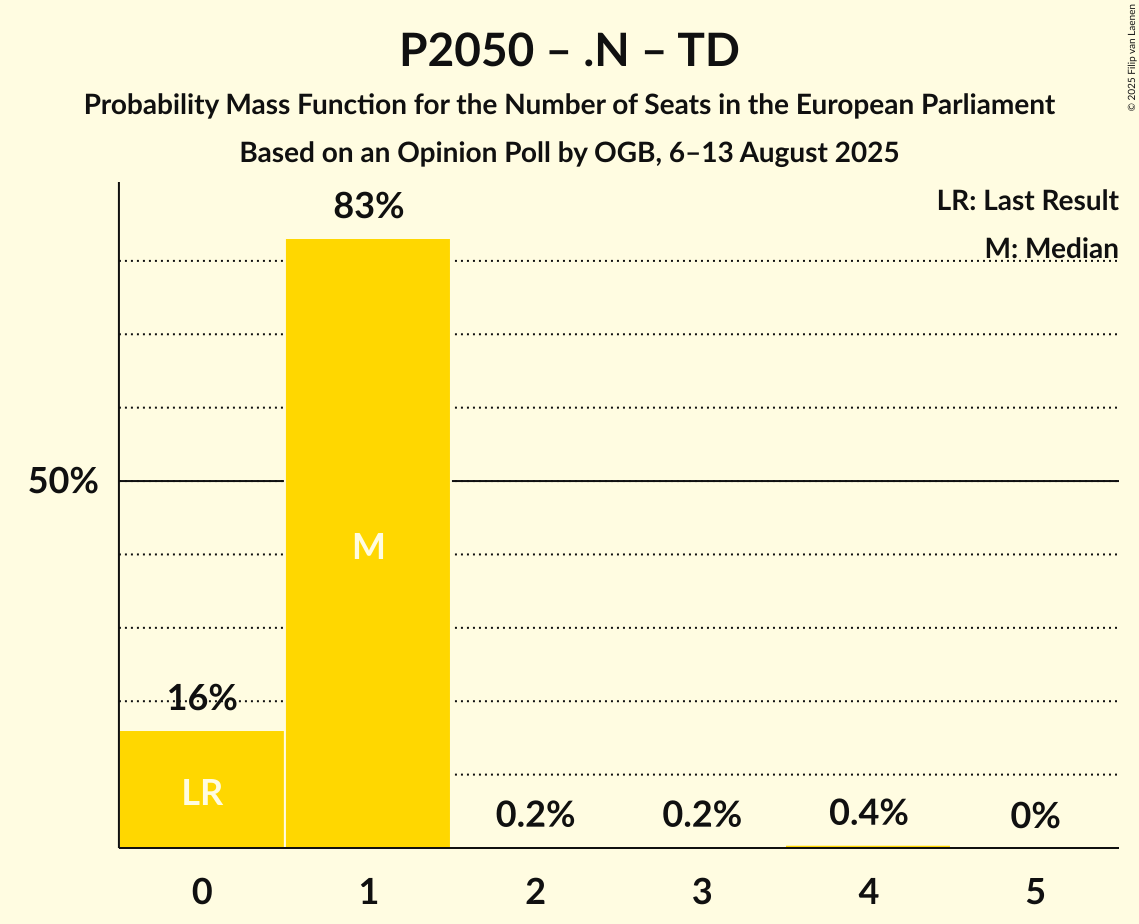 P2050 – .N – TD
Probability Mass Function for the Number of Seats in the European Parliament
Based on an Opinion Poll by OGB, 6–13 August 2025
© 2025 Filip van Laenen
LR: Last Result
M: Median
83%
50%
M
16%
LR
0.2%
0.2%
0.4%
0%
0
1
2
3
4
5